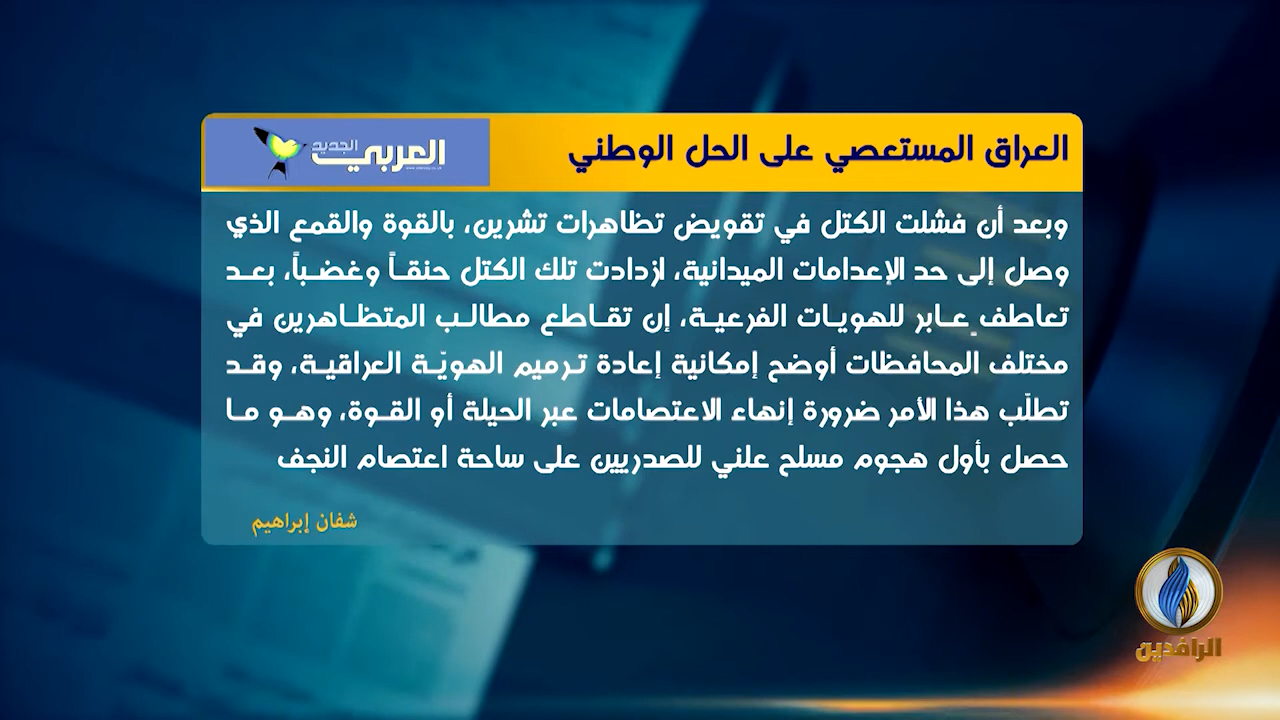 العراق المستعصي على الحل الوطني
العربي الجديد
وبعد أن فشلت الكتل في تقويض تظاهرات تشرين، بالقوة والقمع الذي
وصل إلى حد الإعدامات الميدانية، ازدادت تلك الكتل حنقاً وغضباً، بعد
تعاطفٍ عابر للهويات الفرعية، إن تقاطع مطالب المتظاهرين في
مختلف المحافظات أوضح إمكانية إعادة ترميم الهويّة العراقية، وقد
تطلّب هذا الأمر ضرورة إنهاء الاعتصامات عبر الحيلة أو القوة، وهو ما
حصل بأول هجوم مسلح علني للصدريين على ساحة اعتصام النجف
شفان إبراهيم
الرافدين